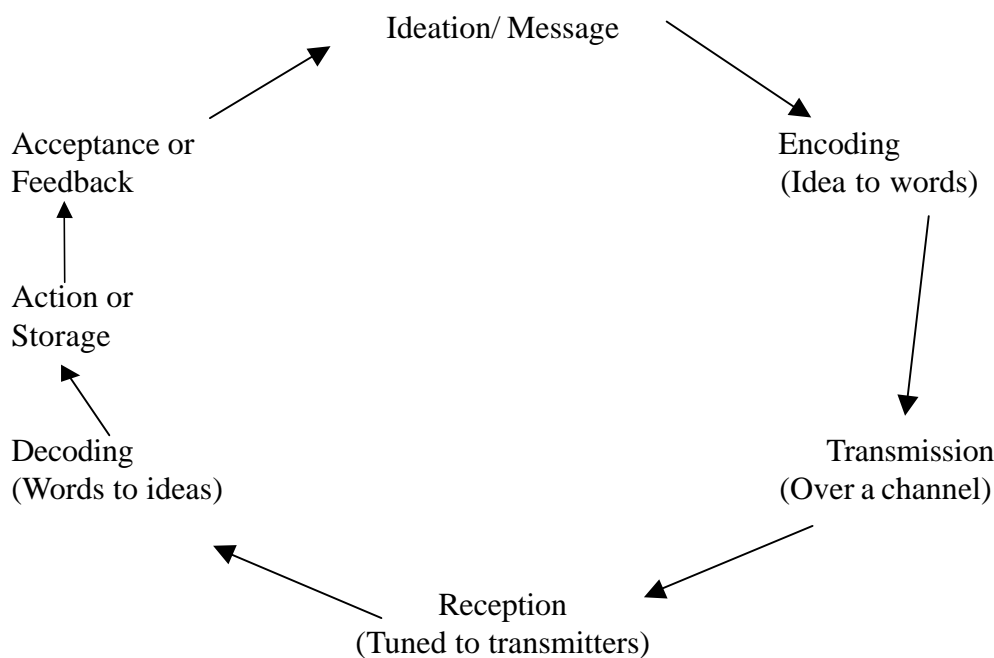 Ideation/ Message
Encoding
(Idea to words)
Transmission
(Over a channel)
Reception
(Tuned to transmitters)
Decoding
(Words to ideas)
Action or
Storage
Acceptance or
Feedback